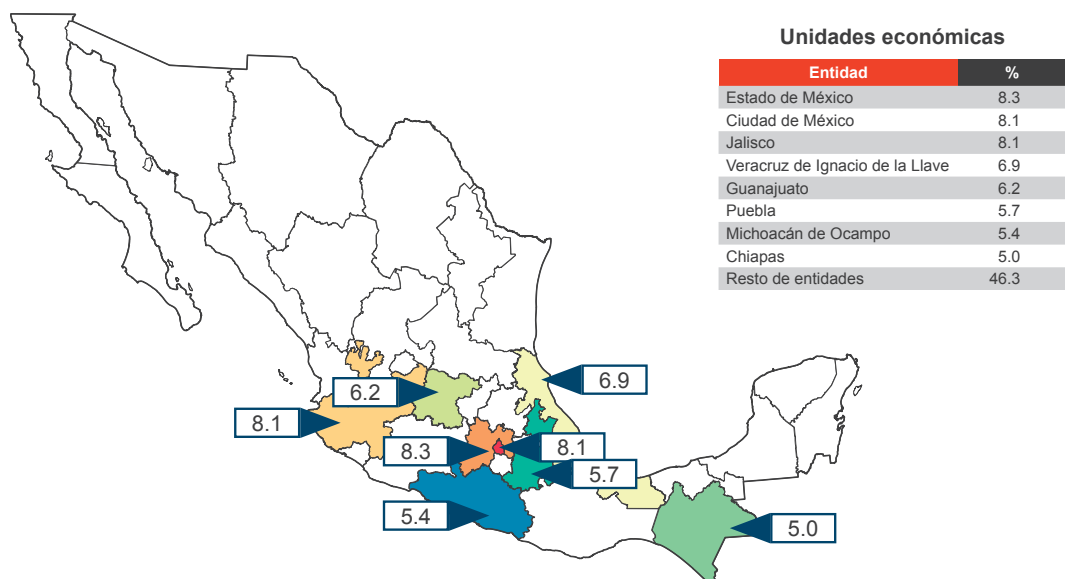 Unidades económicas
Entidad %
Estado de México 8.3
Ciudad de México 8.1
Jalisco 8.1
Veracruz de Ignacio de la Llave 6.9
Guanajuato 6.2
Puebla 5.7
Michoacán de Ocampo 5.4
Chiapas 5.0
Resto de entidades 46.3
6.9
6.2
8.1
8.1
8.3
5.7
5.4
5.0